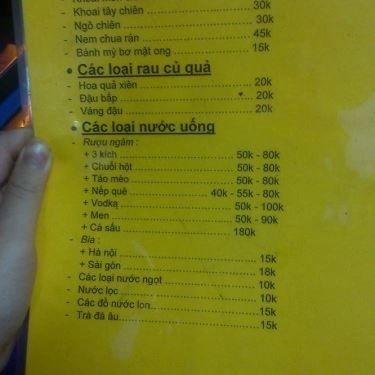 Khoai tây chiên ........ 30k
- Ngô chiên ........ 30k
- Nem chua rán ........ 45k
- Bánh mỳ bơ mật ong ........ 15k
• Các loại rau củ quả
- Hoa quả xiên ........ 20k
- Đậu bắp ........ 20k
- Váng đậu ........ 20k
• Các loại nước uống
- Rượu ngâm :
+ 3 kích ........ 50k - 80k
+ Chuối hột ........ 50k - 80k
+ Táo mèo ........ 50k - 80k
+ Nếp quê ........ 40k - 55k - 80k
+ Vodka ........ 50k - 100k
+ Men ........ 50k - 90k
+ Cá sấu ........ 180k
- Bia :
+ Hà nội ........ 15k
+ Sài gòn ........ 18k
- Các loại nước ngọt ........ 10k
- Nước lọc ........ 10k
- Các đồ nước lon ........ 15k
- Trà đá âu ........ 15k